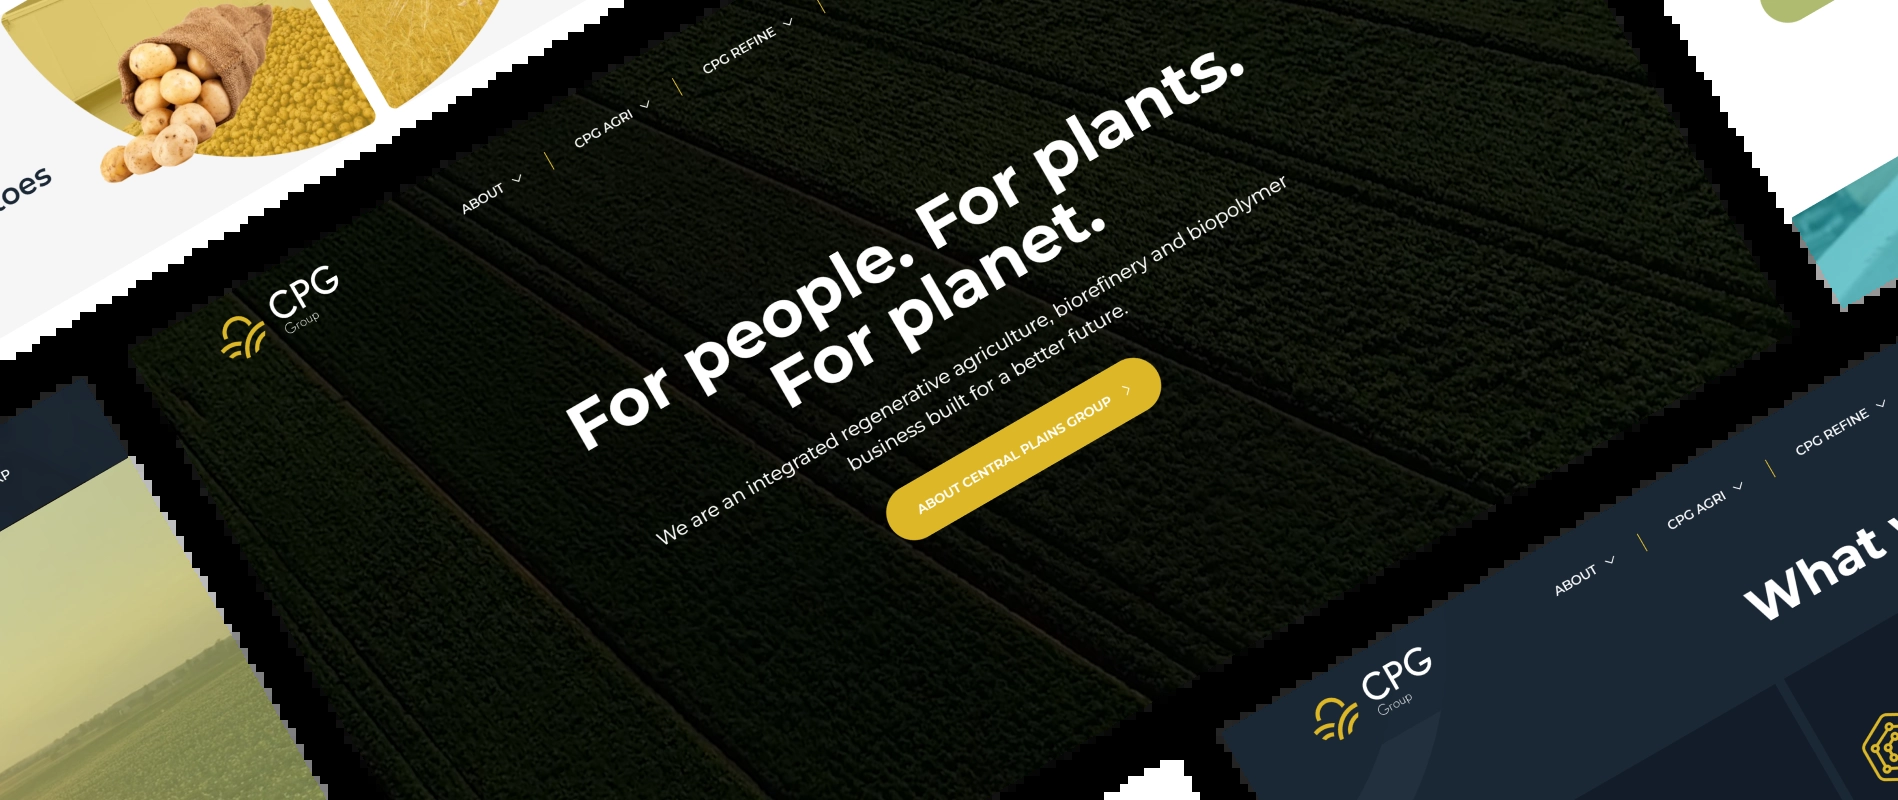 ABOUT
CPG AGRI
CPG REFINE
CPG
Group
For people. For plants.
For planet.
We are an integrated regenerative agriculture, biorefinery and biopolymer
business built for a better future.
ABOUT CENTRAL PLAINS GROUP
ABOUT
CPG AGRI
CPG REFINE
CPG
Group
What